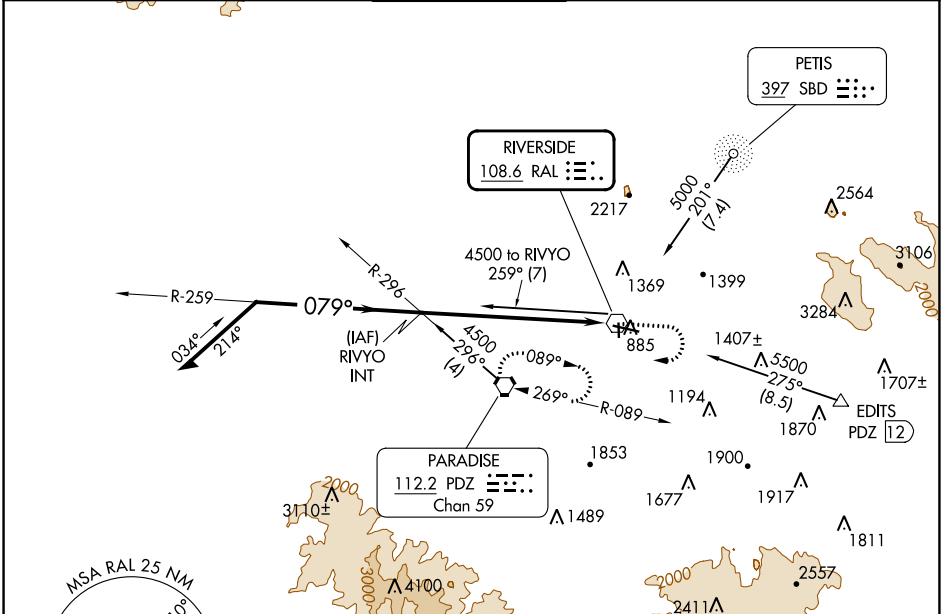 PETIS
397 SBD
RIVERSIDE
108.6 RAL
5000
201°
(7.4)
2217
2564
3106
2000
4500 to RIVYO
259° (7)
1369
1399
3284
R-296
R-259
079°
034°
214°
(IAF)
RIVYO
INT
4500
296°
(4)
885
1407±
5500
275°
(8.5)
1707±
089°
269°
R-089
1194
1870
EDITS
PDZ 12
PARADISE
112.2 PDZ
Chan 59
1853
1900
1677
1917
2000
3110±
1489
1811
MSA RAL 25 NM
3000
4100
2000
2557
2411